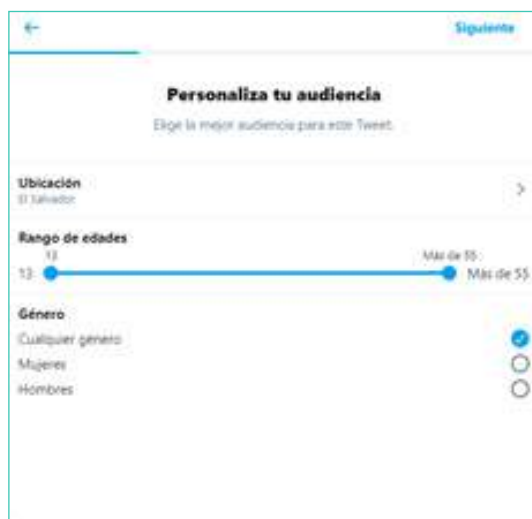 Siguiente
Personaliza tu audiencia
Elige la mejor audiencia para este Tweet.
Ubicación
El Salvador
Rango de edades
13 Más de 55
13 Más de 55
Género
Cualquier género
Mujeres
Hombres